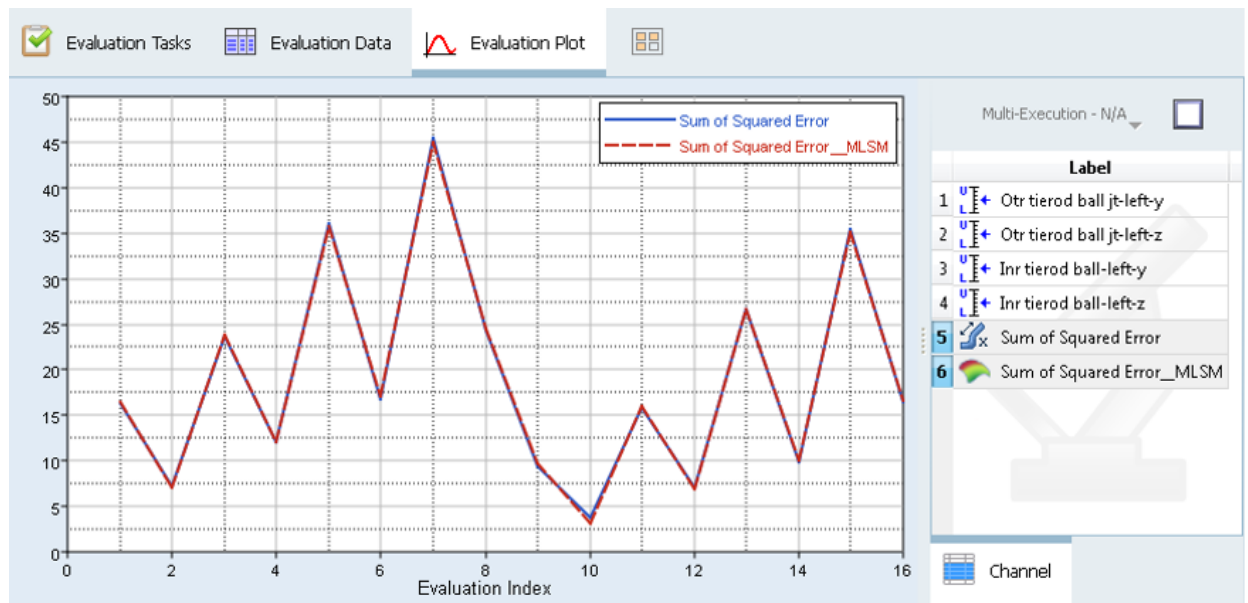 Evaluation Tasks
Evaluation Data
Evaluation Plot
50
45
40
35
30
25
20
15
10
5
0
Sum of Squared Error
Sum of Squared Error__MLSM
0 2 4 6 8 10 12 14 16
Evaluation Index
Multi-Execution - N/A
Label
1 Otr tierod ball jt-left-y
2 Otr tierod ball jt-left-z
3 Inr tierod ball-left-y
4 Inr tierod ball-left-z
5 Sum of Squared Error
6 Sum of Squared Error__MLSM
Channel